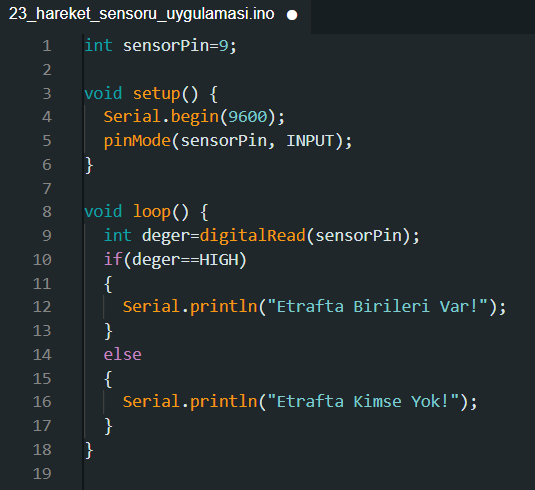 23_hareket_sensoru_uygulamasi.ino
1 int sensorPin=9;
2
3 void setup() {
4 Serial.begin(9600);
5 pinMode(sensorPin, INPUT);
6 }
7
8 void loop() {
9 int deger=digitalRead(sensorPin);
10 if(deger==HIGH)
11 {
12 Serial.println("Etrafta Birileri Var!");
13 }
14 else
15 {
16 Serial.println("Etrafta Kimse Yok!");
17 }
18 }
19